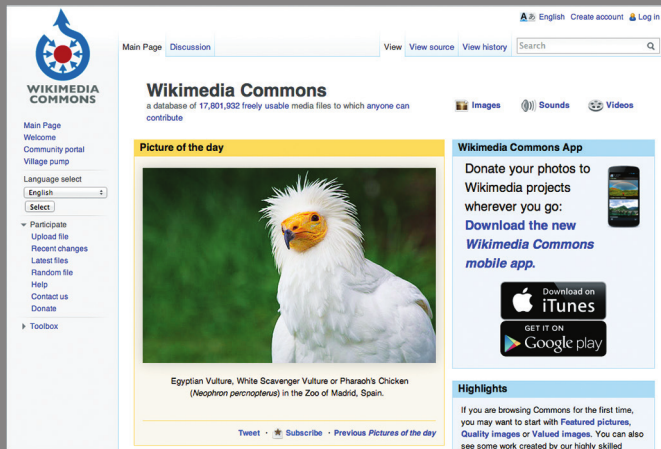 English Create account Log in
Main Page Discussion View View source View history Search
WIKIMEDIA
COMMONS
Main Page
Welcome
Community portal
Village pump
Language select
English
Select
Participate
Upload file
Recent changes
Latest files
Random file
Help
Contact us
Donate
Toolbox
Wikimedia Commons
a database of 17,801,932 freely usable media files to which anyone can
contribute
Images Sounds Videos
Picture of the day
Egyptian Vulture, White Scavenger Vulture or Pharaoh's Chicken
(Neophron percnopterus) in the Zoo of Madrid, Spain.
Tweet · Subscribe · Previous Pictures of the day
Wikimedia Commons App
Donate your photos to
Wikimedia projects
wherever you go:
Download the new
Wikimedia Commons
mobile app.
Download on
iTunes
GET IT ON
Google play
Highlights
If you are browsing Commons for the first time,
you may want to start with Featured pictures,
Quality images or Valued images. You can also
see some work created by our highly skilled